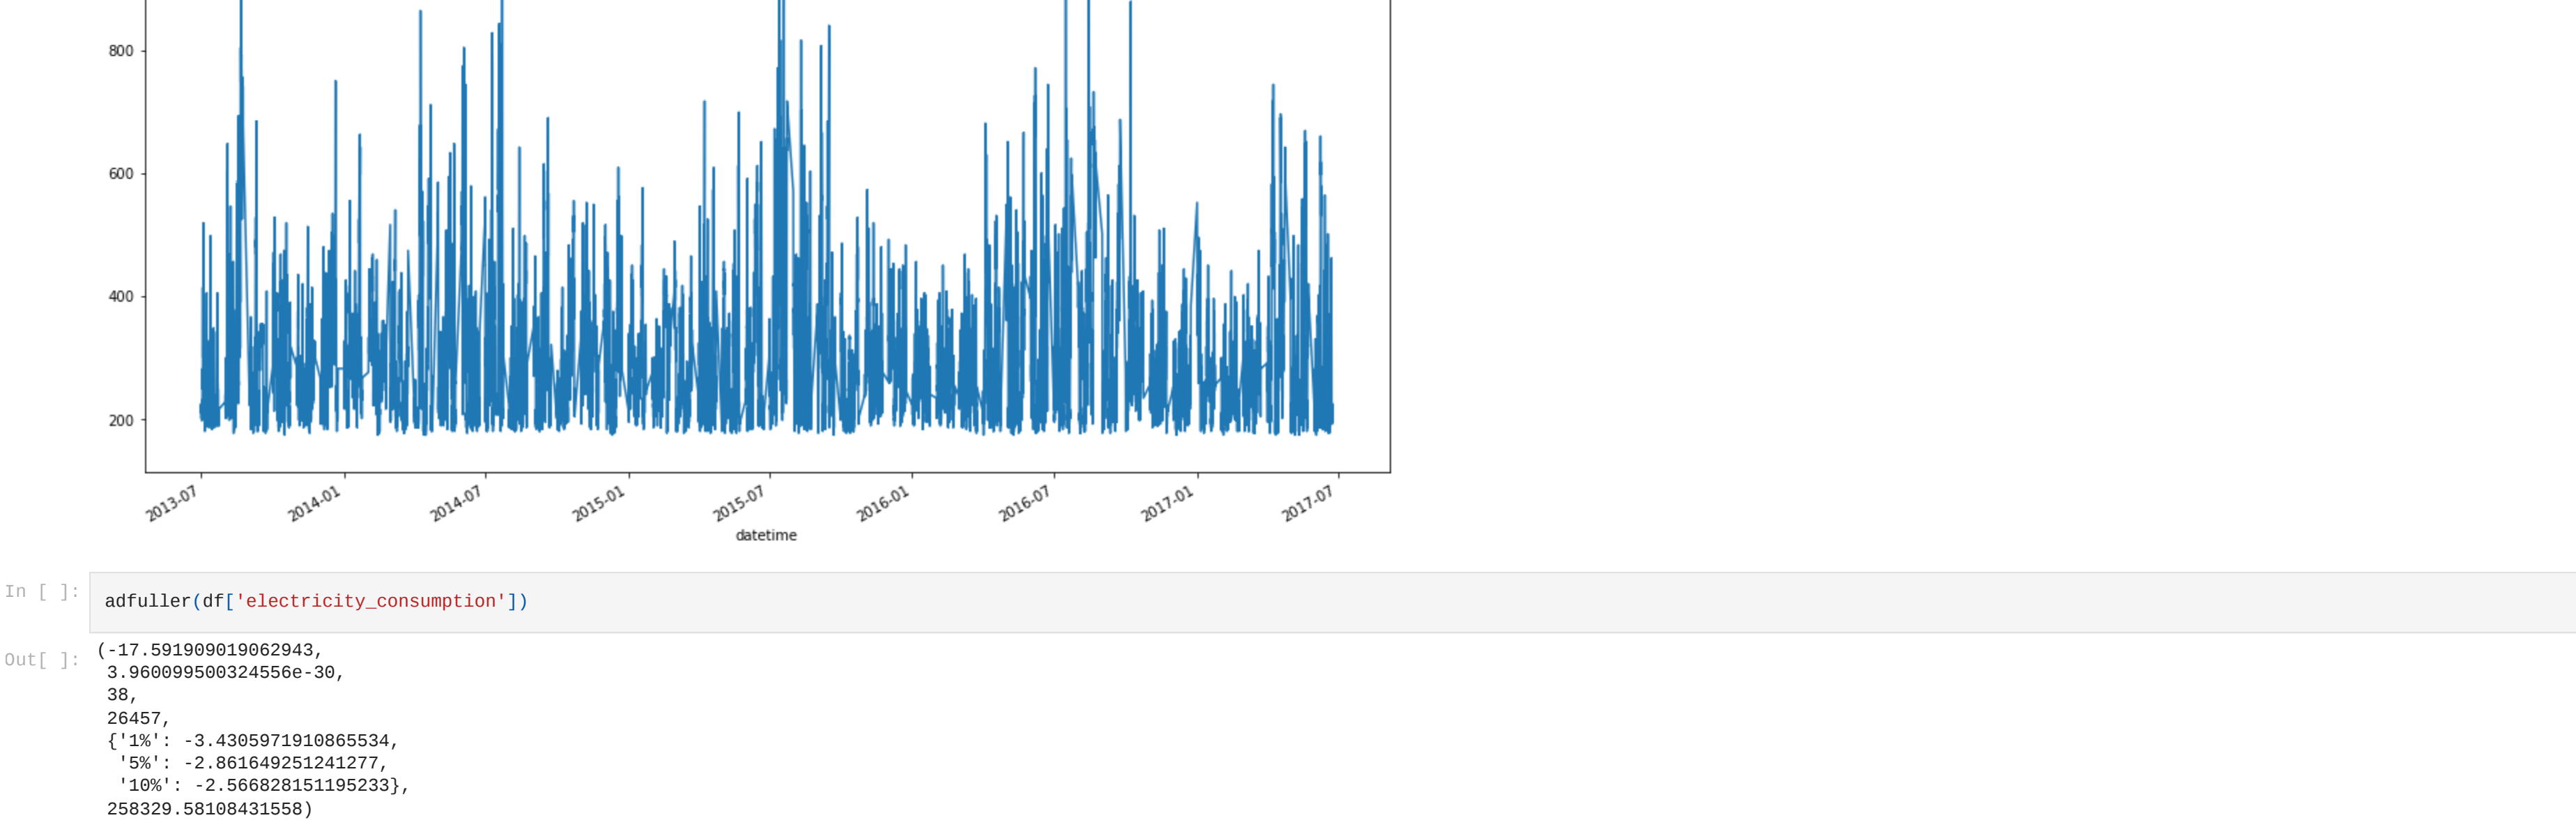 800
600
400
200
2013-07 2014-01 2014-07 2015-01 2015-07 2016-01 2016-07 2017-01 2017-07
datetime
In [ ]: adfuller(df['electricity_consumption'])
Out[ ]: (-17.591909019062943,
3.960099500324556e-30,
38,
26457,
{'1%': -3.4305971910865534,
'5%': -2.861649251241277,
'10%': -2.566828151195233},
258329.58108431558)